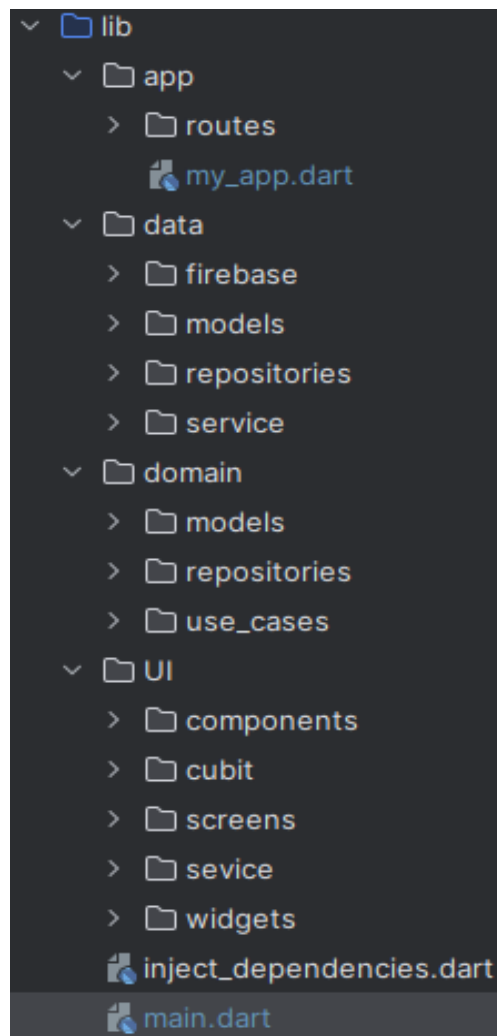 lib
app
routes
my_app.dart
data
firebase
models
repositories
service
domain
models
repositories
use_cases
UI
components
cubit
screens
sevice
widgets
inject_dependencies.dart
main.dart